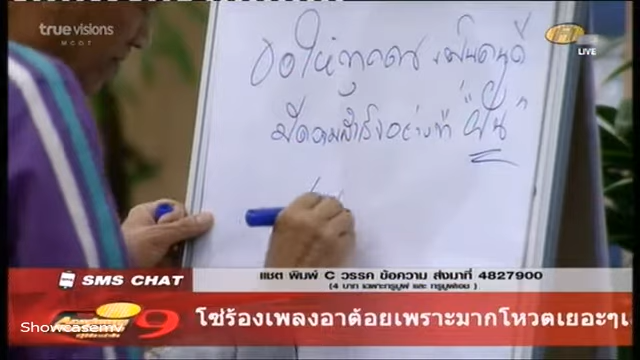 true visions
MCOT
LIVE
ขอให้ทุกคน เป็นคนดี
มีความสำเร็จอย่างที่ "ฝัน"
SMS CHAT
แชต พิมพ์ C วรรค ข้อความ ส่งมาที่ 4827900
(4 บาท เฉพาะทรูมูฟ และ ทรูมูฟเอช)
Showcasemv
9
โซ่ร้องเพลงอาต้อยเพราะมากโหวตเยอะๆเ